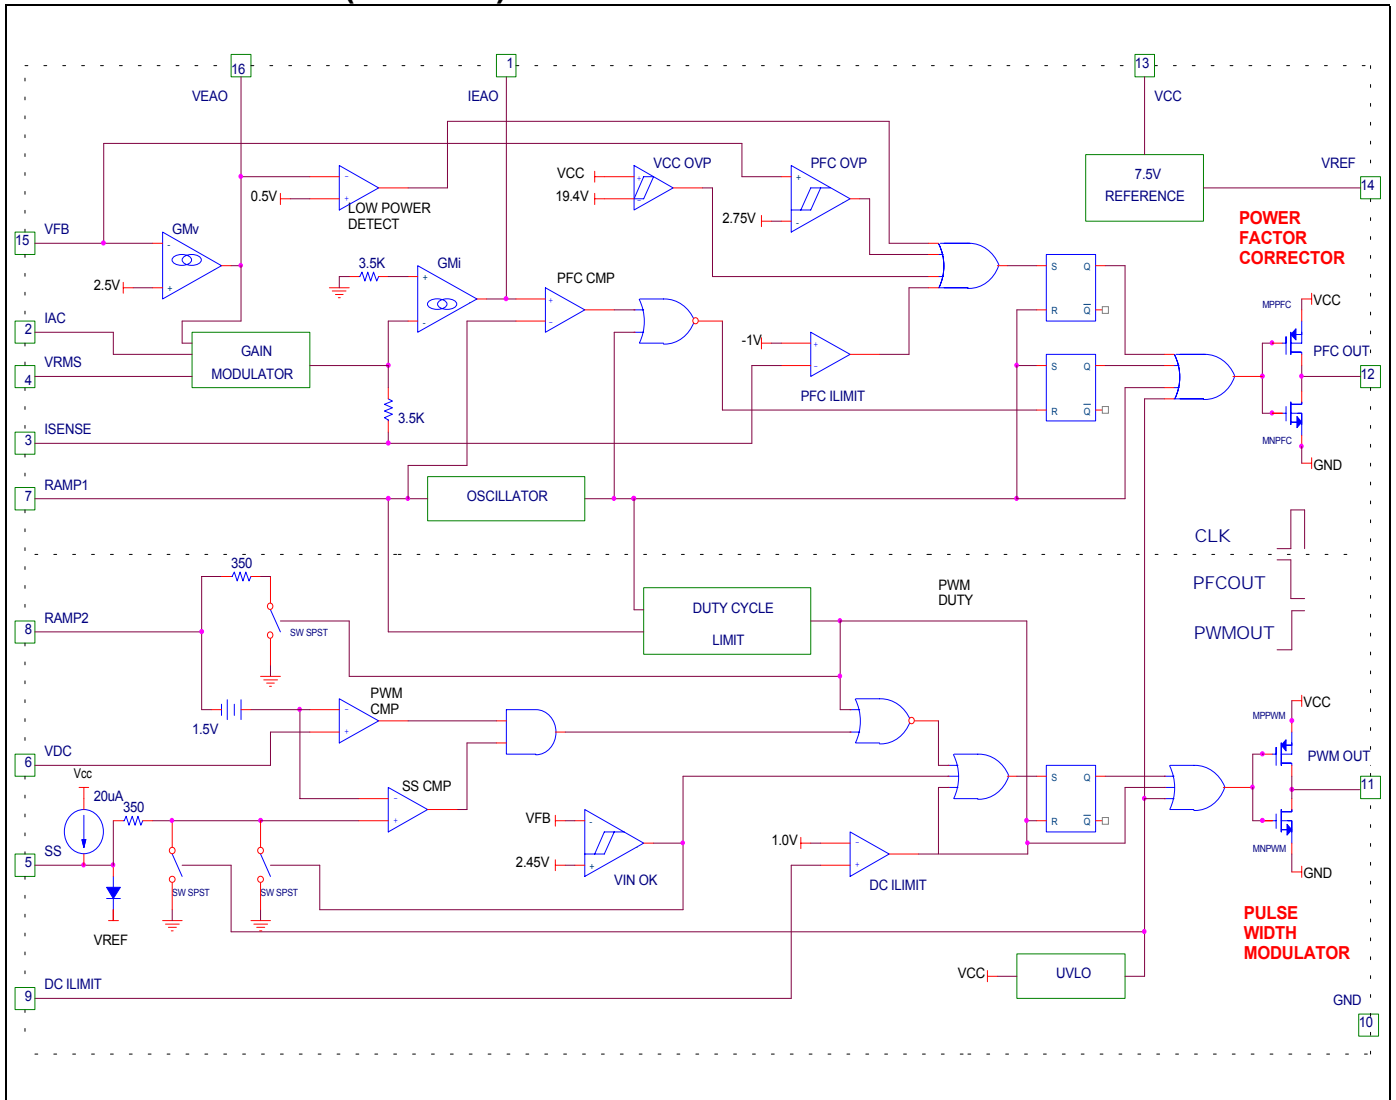 16
1
13
VEAO
IEAO
VCC
VCC OVP
PFC OVP
VCC
19.4V
0.5V
LOW POWER
DETECT
2.75V
7.5V
REFERENCE
VREF
14
POWER
FACTOR
CORRECTOR
15
VFB
GMv
2.5V
3.5K
GMi
PFC CMP
S
Q
R
Q
MPPFC
VCC
PFC OUT
12
2
IAC
4
VRMS
GAIN
MODULATOR
-1V
PFC ILIMIT
S
Q
R
Q
MNPFC
GND
3.5K
3
ISENSE
7
RAMP1
OSCILLATOR
CLK
PFCOUT
PWMOUT
350
SW SPST
8
RAMP2
DUTY CYCLE
LIMIT
PWM
DUTY
1.5V
PWM
CMP
6
VDC
Vcc
20uA
350
SS CMP
5
SS
SW SPST
SW SPST
VREF
VFB
2.45V
VIN OK
1.0V
DC ILIMIT
S
Q
R
Q
MPPWM
VCC
PWM OUT
11
MNPWM
GND
PULSE
WIDTH
MODULATOR
VCC
UVLO
9
DC ILIMIT
GND
10